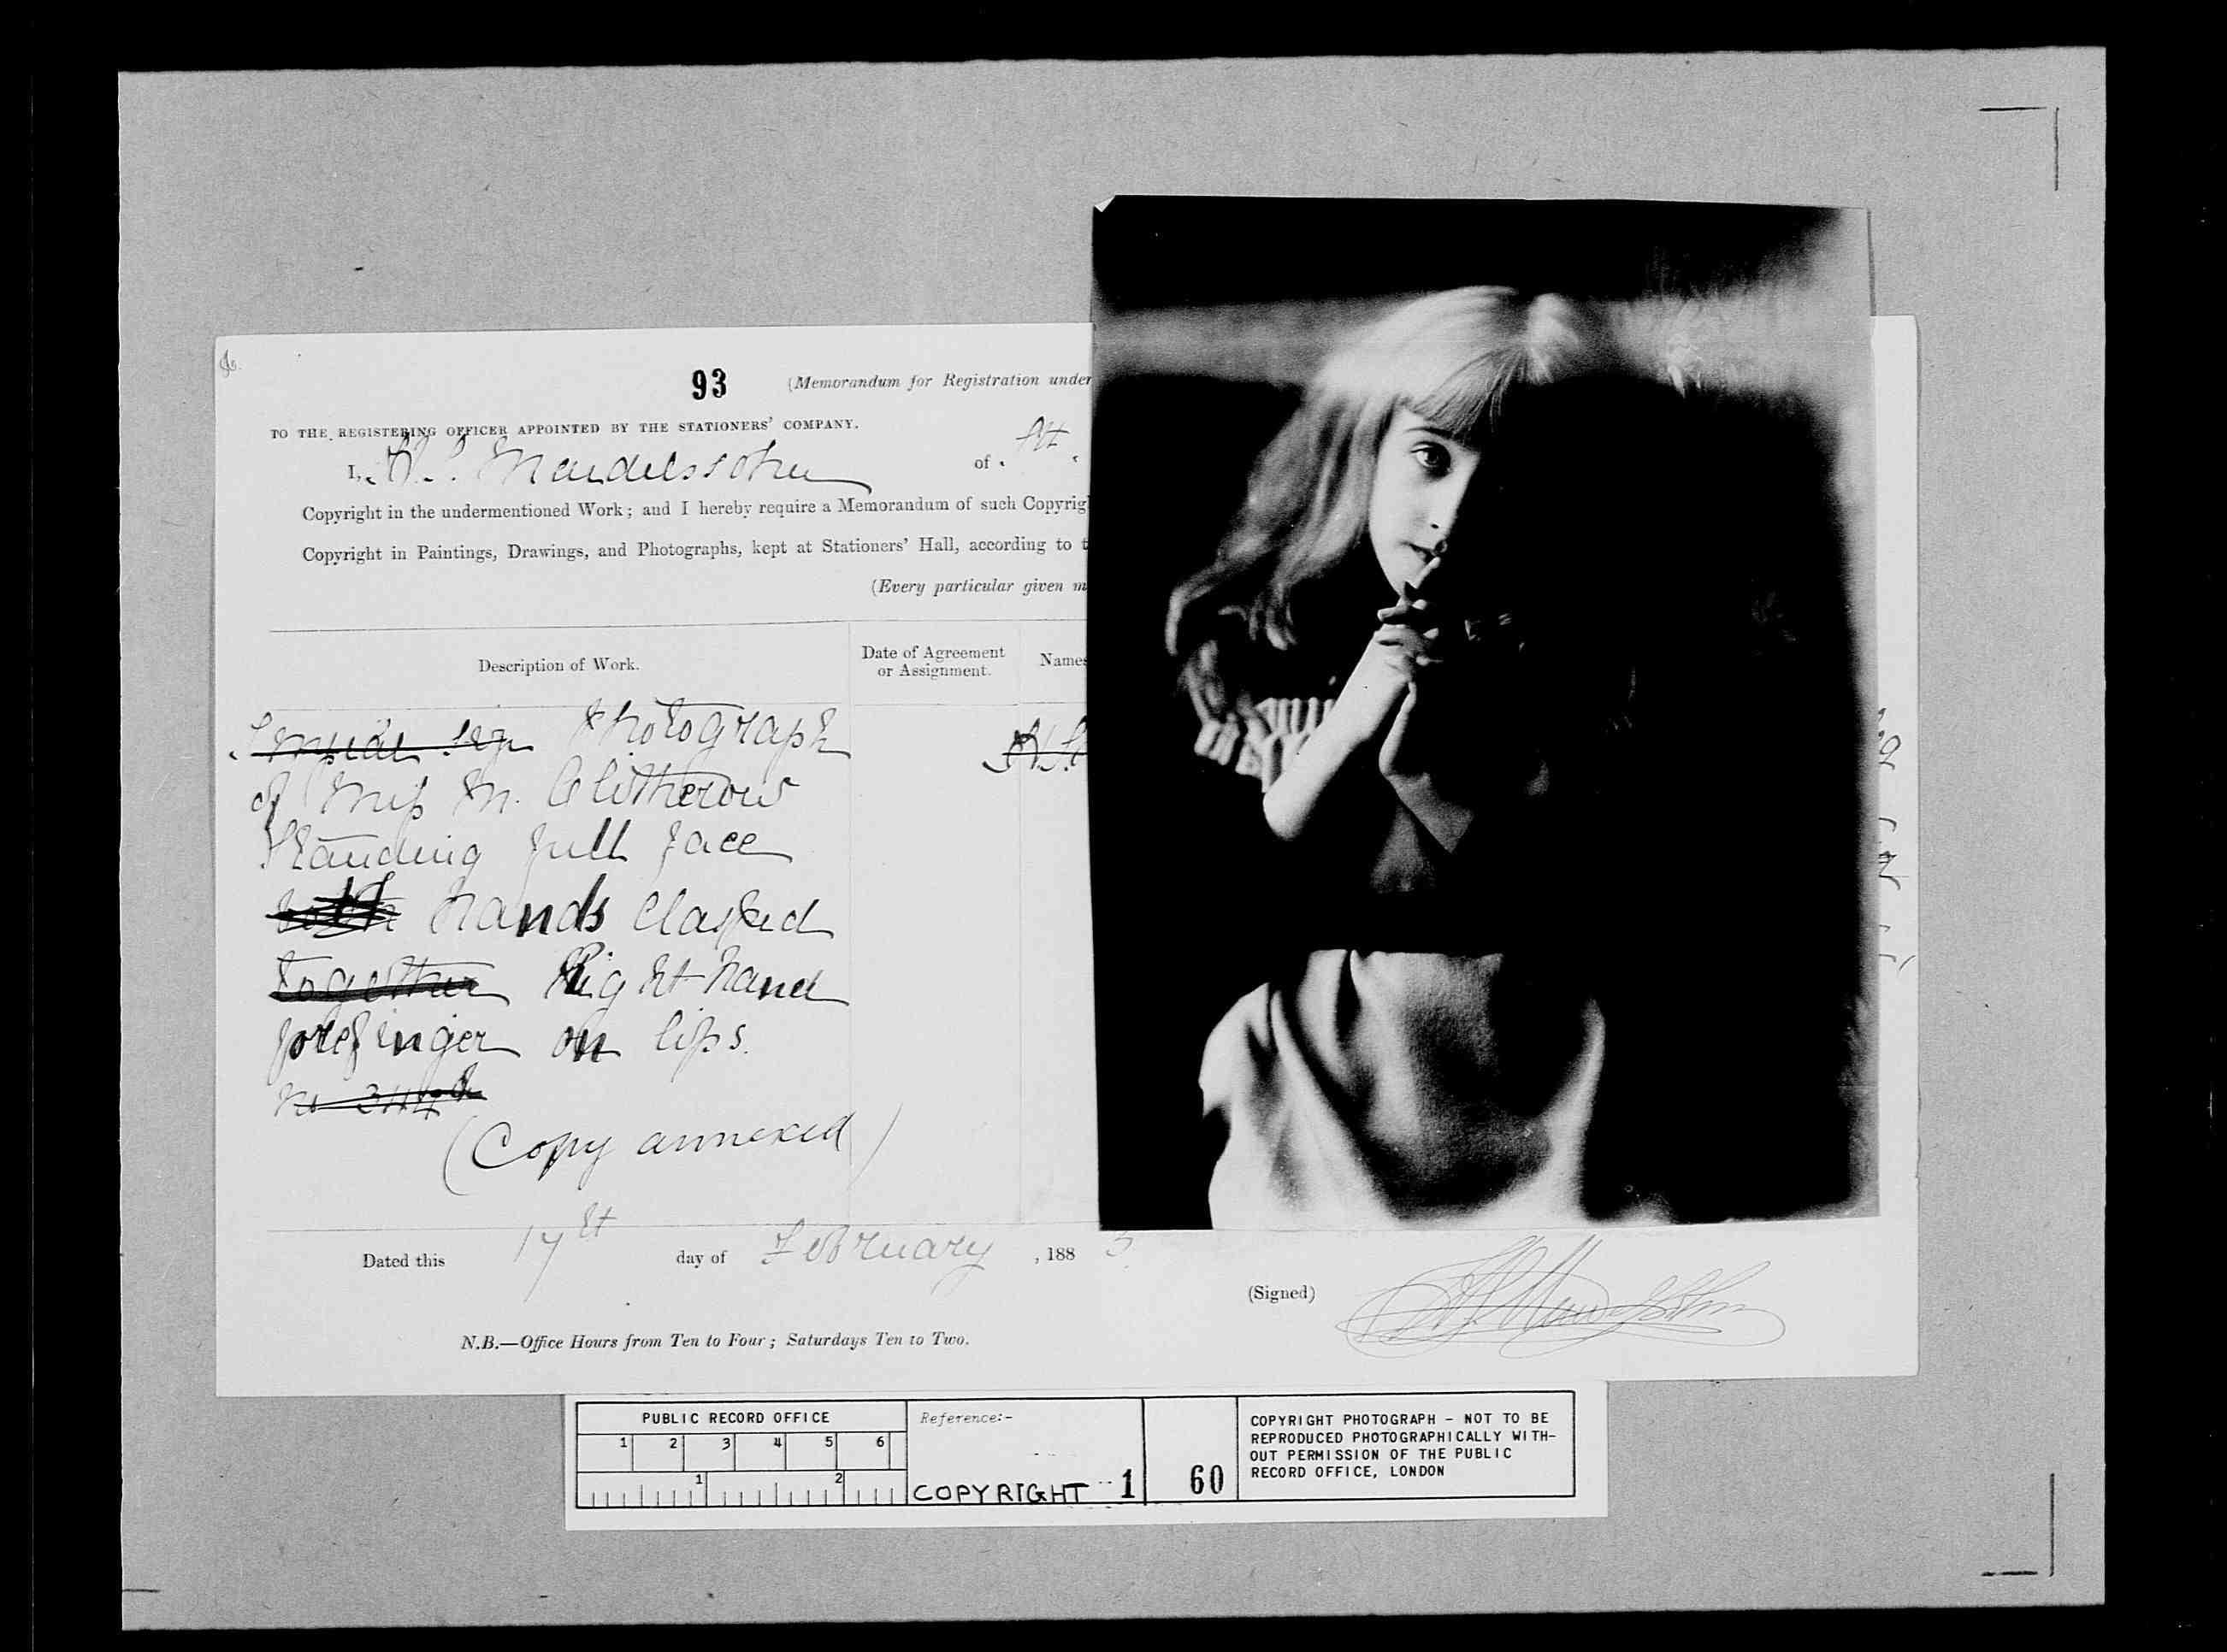 93 (Memorandum for Registration under
TO THE REGISTERING OFFICER APPOINTED BY THE STATIONERS' COMPANY.
I, H. S. Mendelssohn of
Copyright in the undermentioned Work; and I hereby require a Memorandum of such Copyrig
Copyright in Paintings, Drawings, and Photographs, kept at Stationers' Hall, according to t
(Every particular given m
Description of Work.
Date of Agreement
or Assignment.
Names
Photograph
of Miss M. Clitherow
Standing full face
both hands clasped
together Right hand
forefinger on lips.
No 344
(Copy annexed)
Dated this 17th day of February, 1885
(Signed) H S Mendelssohn
N.B.—Office Hours from Ten to Four; Saturdays Ten to Two.
PUBLIC RECORD OFFICE
1 2 3 4 5 6
1 2
Reference:-
COPYRIGHT 1 60
COPYRIGHT PHOTOGRAPH - NOT TO BE
REPRODUCED PHOTOGRAPHICALLY WITH-
OUT PERMISSION OF THE PUBLIC
RECORD OFFICE, LONDON